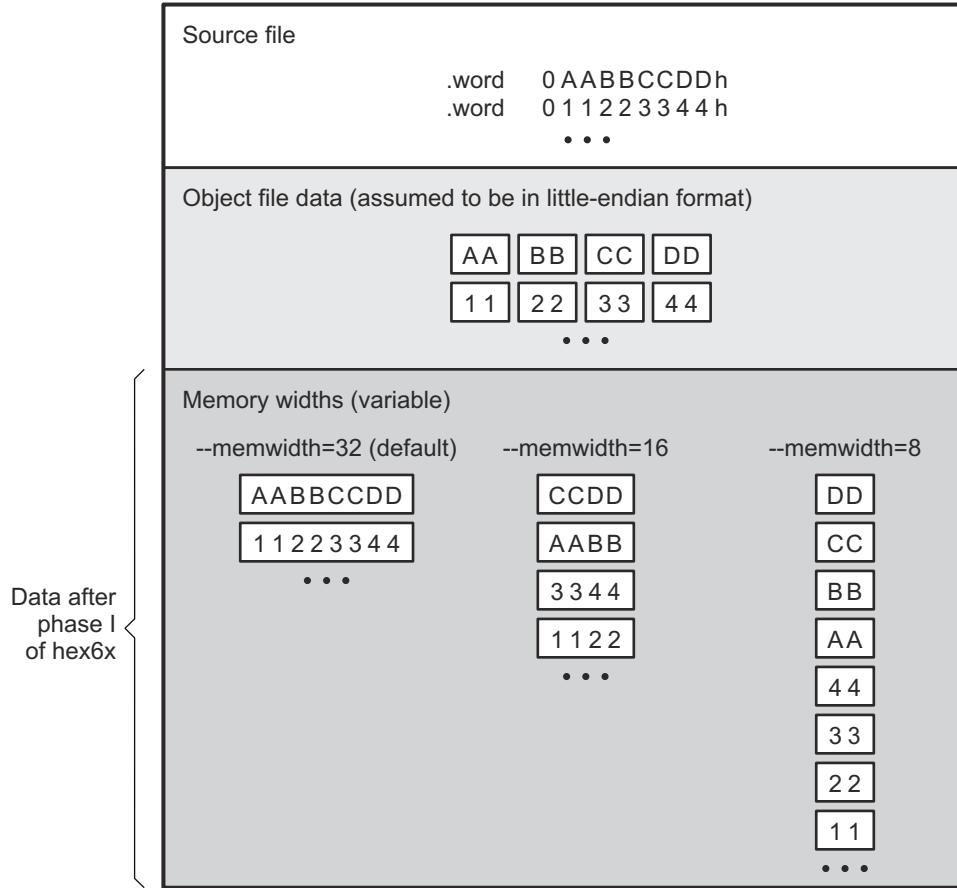 Source file
.word 0AABBCCDDh
.word 011223344h
• • •
Object file data (assumed to be in little-endian format)
AA BB CC DD
11 22 33 44
• • •
Memory widths (variable)
--memwidth=32 (default) --memwidth=16 --memwidth=8
AABBCCDD CCDD DD
11223344 AABB CC
• • • 3344 BB
1122 AA
• • • 44
33
22
11
• • •
Data after
phase I
of hex6x